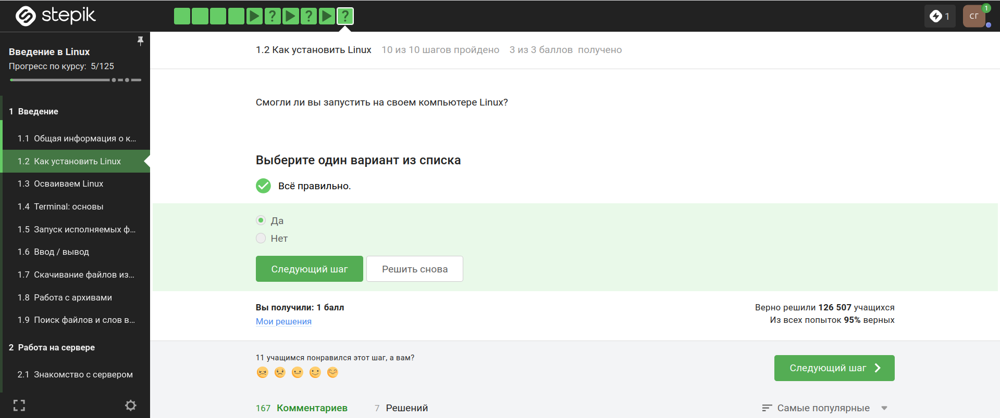 stepik
?
?
?
1
СГ
1
Введение в Linux
Прогресс по курсу: 5/125
1 Введение
1.1 Общая информация о к...
1.2 Как установить Linux
1.3 Осваиваем Linux
1.4 Terminal: основы
1.5 Запуск исполняемых ф...
1.6 Ввод / вывод
1.7 Скачивание файлов из...
1.8 Работа с архивами
1.9 Поиск файлов и слов в...
2 Работа на сервере
2.1 Знакомство с сервером
1.2 Как установить Linux 10 из 10 шагов пройдено 3 из 3 баллов получено
Смогли ли вы запустить на своем компьютере Linux?
Выберите один вариант из списка
Всё правильно.
Да
Нет
Следующий шаг
Решить снова
Вы получили: 1 балл
Мои решения
Верно решили 126 507 учащихся
Из всех попыток 95% верных
11 учащимся понравился этот шаг, а вам?
Следующий шаг
167 Комментариев
7 Решений
Самые популярные